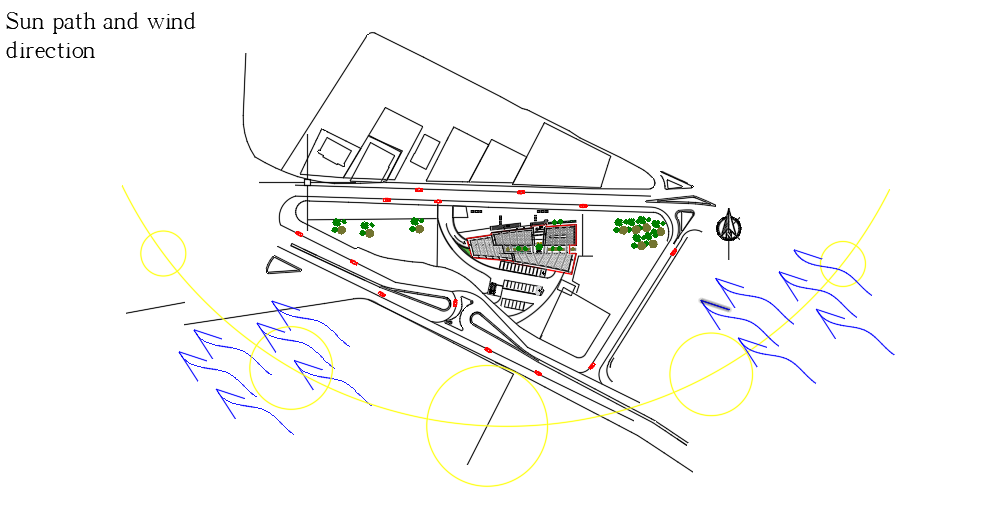 Sun path and wind
direction